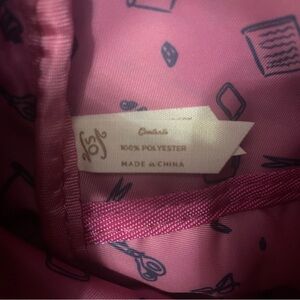 Contents
100% POLYESTER
MADE in CHINA